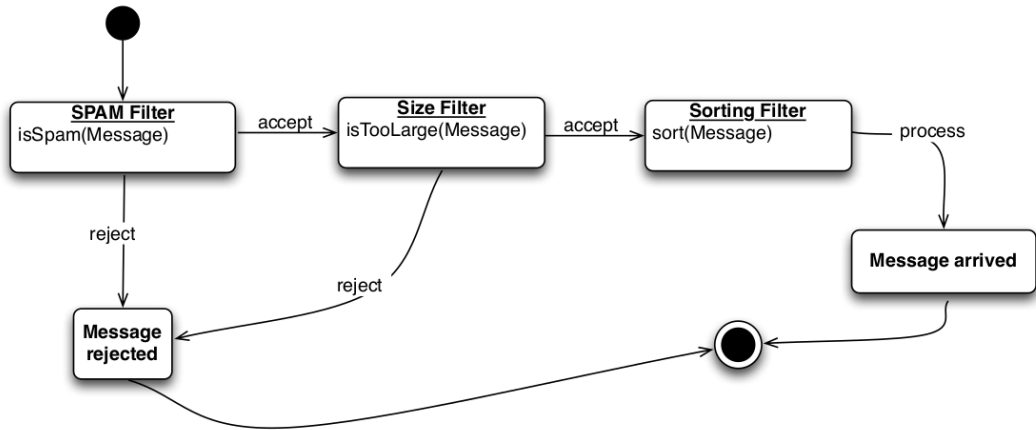 SPAM Filter
isSpam(Message)
accept
Size Filter
isTooLarge(Message)
accept
Sorting Filter
sort(Message)
process
reject
reject
Message arrived
Message
rejected